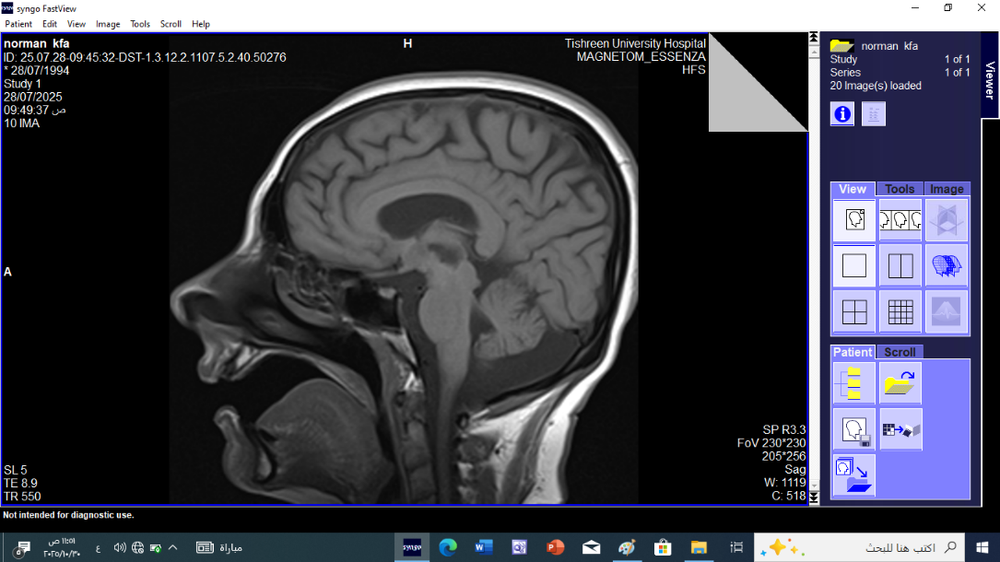 syngo FastView
Patient Edit View Image Tools Scroll Help
norman kfa
ID: 25.07.28-09:45:32-DST-1.3.12.2.1107.5.2.40.50276
* 28/07/1994
Study 1
28/07/2025
09:49:37 ص
10 IMA
H
Tishreen University Hospital
MAGNETOM_ESSENZA
HFS
A
SL 5
TE 8.9
TR 550
SP R3.3
FoV 230*230
205*256
Sag
W: 1119
C: 518
Not intended for diagnostic use.
norman kfa
Study 1 of 1
Series 1 of 1
20 Image(s) loaded
Viewer
View Tools Image
Patient Scroll
١١:٥١ ص
٢٠٢٥/١٠/٣٠
ع
مباراة
syngo
اكتب هنا للبحث